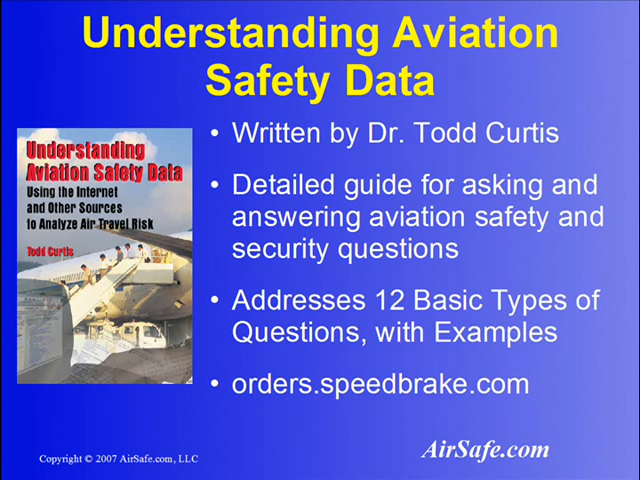 Understanding Aviation
Safety Data
Understanding
Aviation Safety Data
Using the Internet
and Other Sources
to Analyze Air Travel Risk
Todd Curtis
• Written by Dr. Todd Curtis
• Detailed guide for asking and
answering aviation safety and
security questions
• Addresses 12 Basic Types of
Questions, with Examples
• orders.speedbrake.com
Copyright © 2007 AirSafe.com, LLC
AirSafe.com